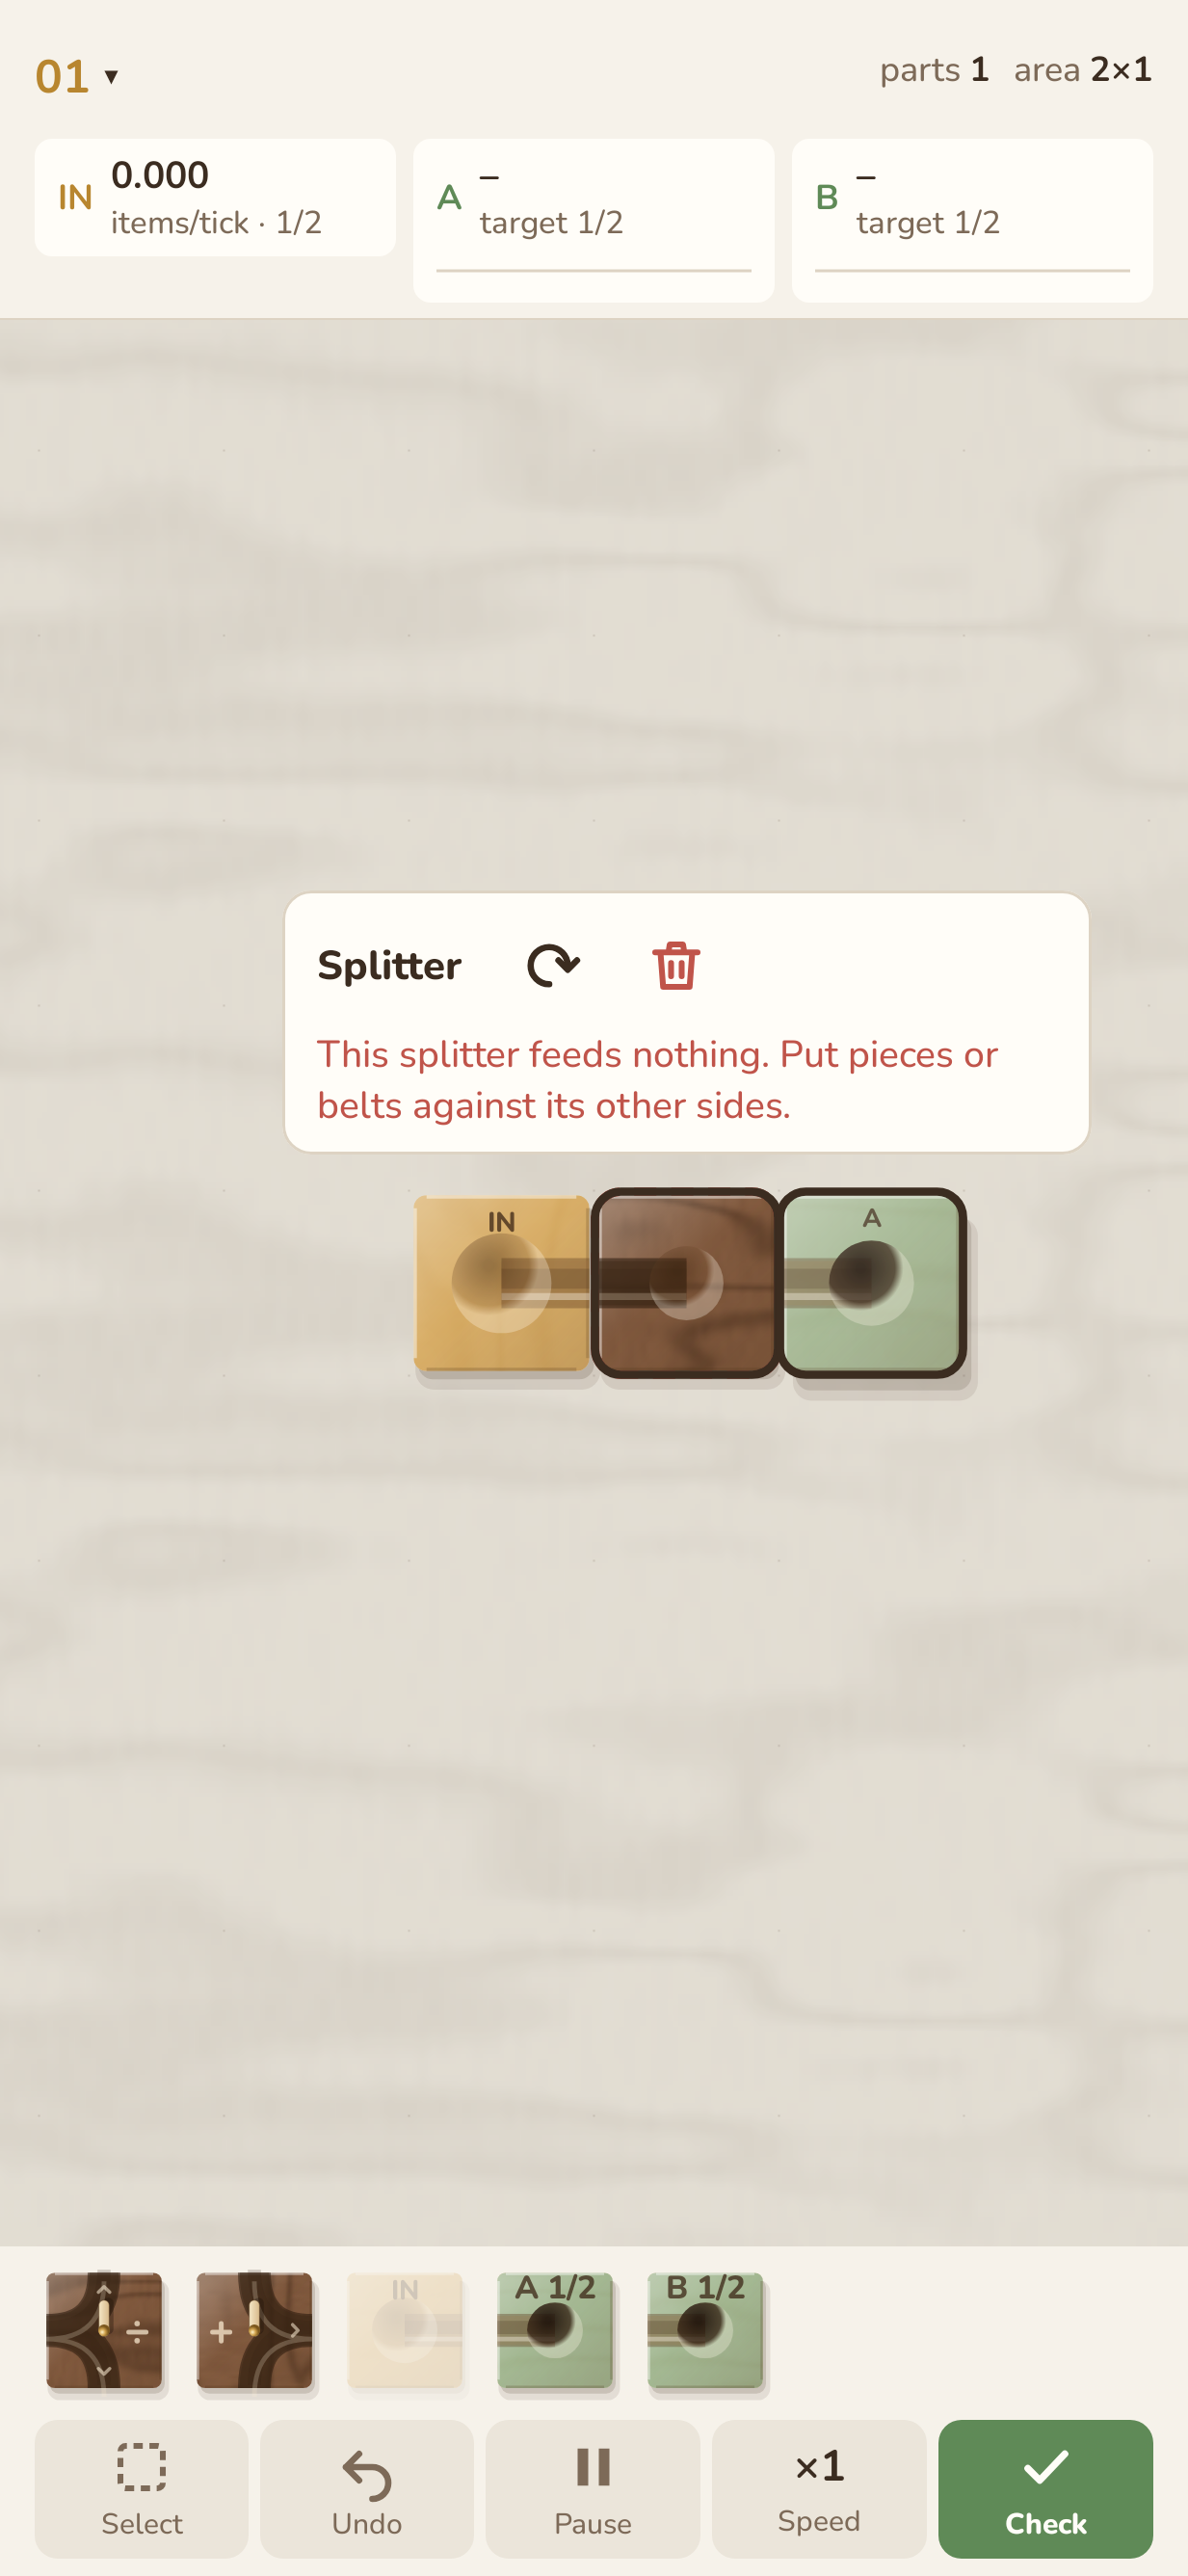 01 ▾
parts 1 area 2×1
IN 0.000
items/tick · 1/2
A –
target 1/2
B –
target 1/2
Splitter
This splitter feeds nothing. Put pieces or
belts against its other sides.
IN
A
÷
+
IN
A 1/2
B 1/2
Select
Undo
Pause
×1
Speed
Check